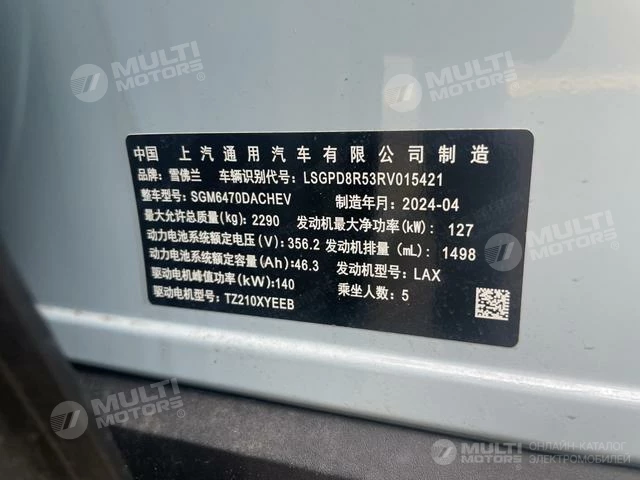 MULTI
MOTORS®
MULTI
MOTORS®
中国 上汽通用汽车有限公司制造
品牌: 雪佛兰 车辆识别代号: LSGPD8R53RV015421
整车型号: SGM6470DACHEV 制造年月: 2024-04
最大允许总质量(kg): 2290 发动机最大净功率(kW): 127
动力电池系统额定电压(V): 356.2 发动机排量 (mL): 1498
动力电池系统额定容量(Ah): 46.3 发动机型号: LAX
驱动电机峰值功率(kW): 140 乘坐人数: 5
驱动电机型号: TZ210XYEEB
MULTI
MOTORS®
MULTI
MOTORS®
ОНЛАЙН-КАТАЛОГ
ЭЛЕКТРОМОБИЛЕЙ